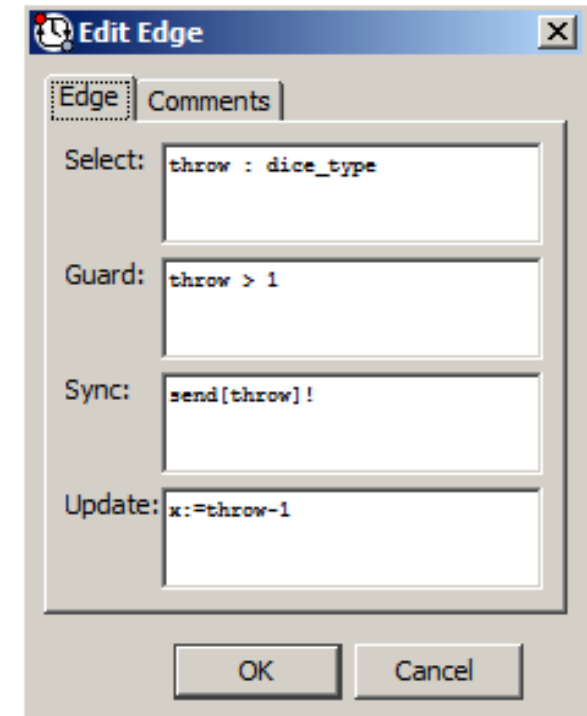 Edit Edge
Edge Comments
Select: throw : dice_type
Guard: throw > 1
Sync: send[throw]!
Update: x:=throw-1
OK Cancel